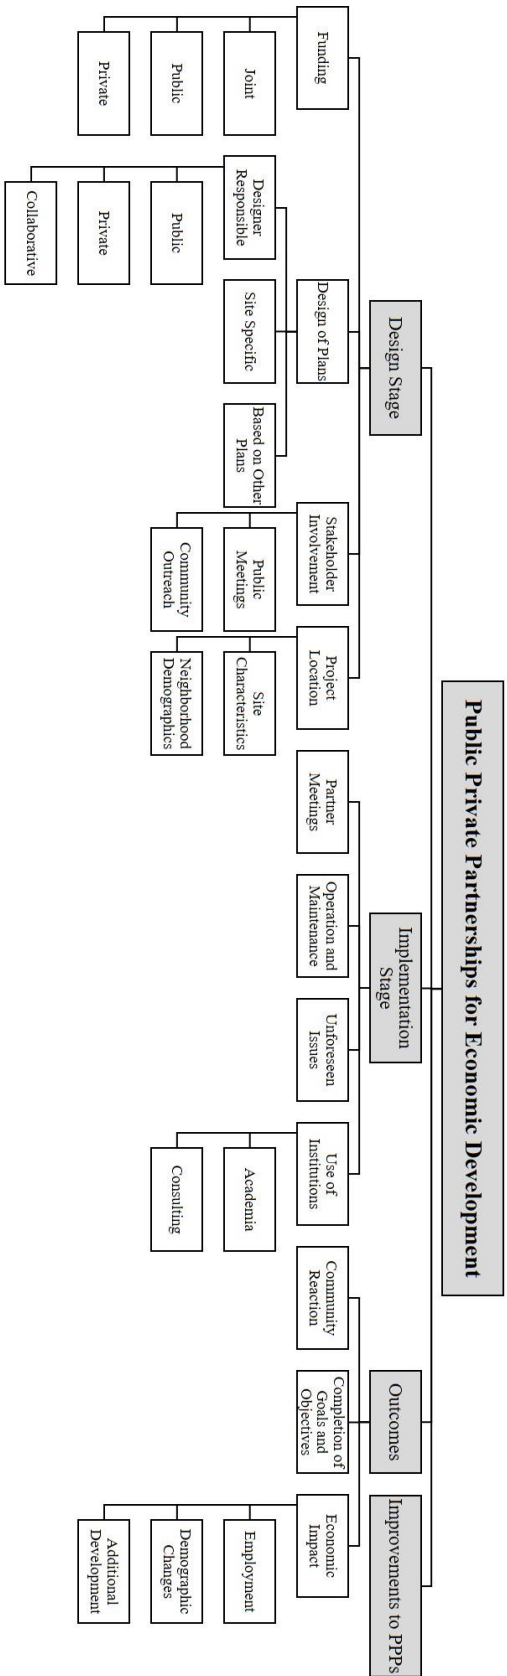 Public Private Partnerships for Economic Development
Design Stage
Implementation
Stage
Outcomes
Improvements to PPPs
Funding
Joint
Public
Private
Design of Plans
Designer
Responsible
Public
Private
Collaborative
Site Specific
Based on Other
Plans
Stakeholder
Involvement
Public
Meetings
Community
Outreach
Project
Location
Site
Characteristics
Neighborhood
Demographics
Partner
Meetings
Operation and
Maintenance
Unforeseen
Issues
Use of
Institutions
Academia
Consulting
Community
Reaction
Completion of
Goals and
Objectives
Economic
Impact
Employment
Demographic
Changes
Additional
Development